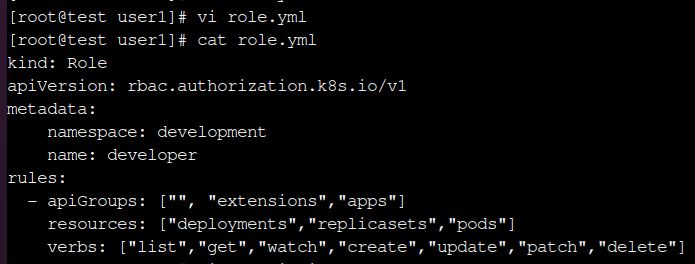 [root@test user1]# vi role.yml
[root@test user1]# cat role.yml
kind: Role
apiVersion: rbac.authorization.k8s.io/v1
metadata:
    namespace: development
    name: developer
rules:
  - apiGroups: ["", "extensions","apps"]
    resources: ["deployments","replicasets","pods"]
    verbs: ["list","get","watch","create","update","patch","delete"]